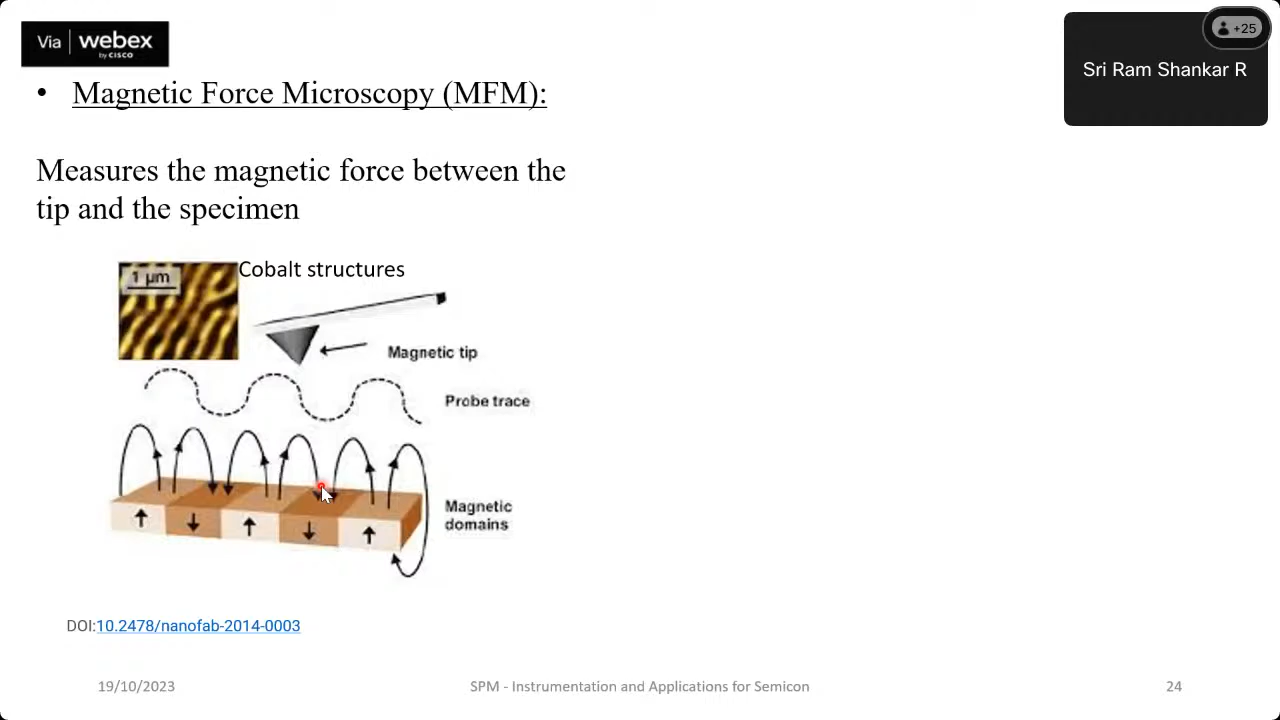 Via | webex
by CISCO
+25
Sri Ram Shankar R
• Magnetic Force Microscopy (MFM):
Measures the magnetic force between the
tip and the specimen
1 µm
Cobalt structures
Magnetic tip
Probe trace
Magnetic
domains
DOI:10.2478/nanofab-2014-0003
19/10/2023
SPM - Instrumentation and Applications for Semicon
24